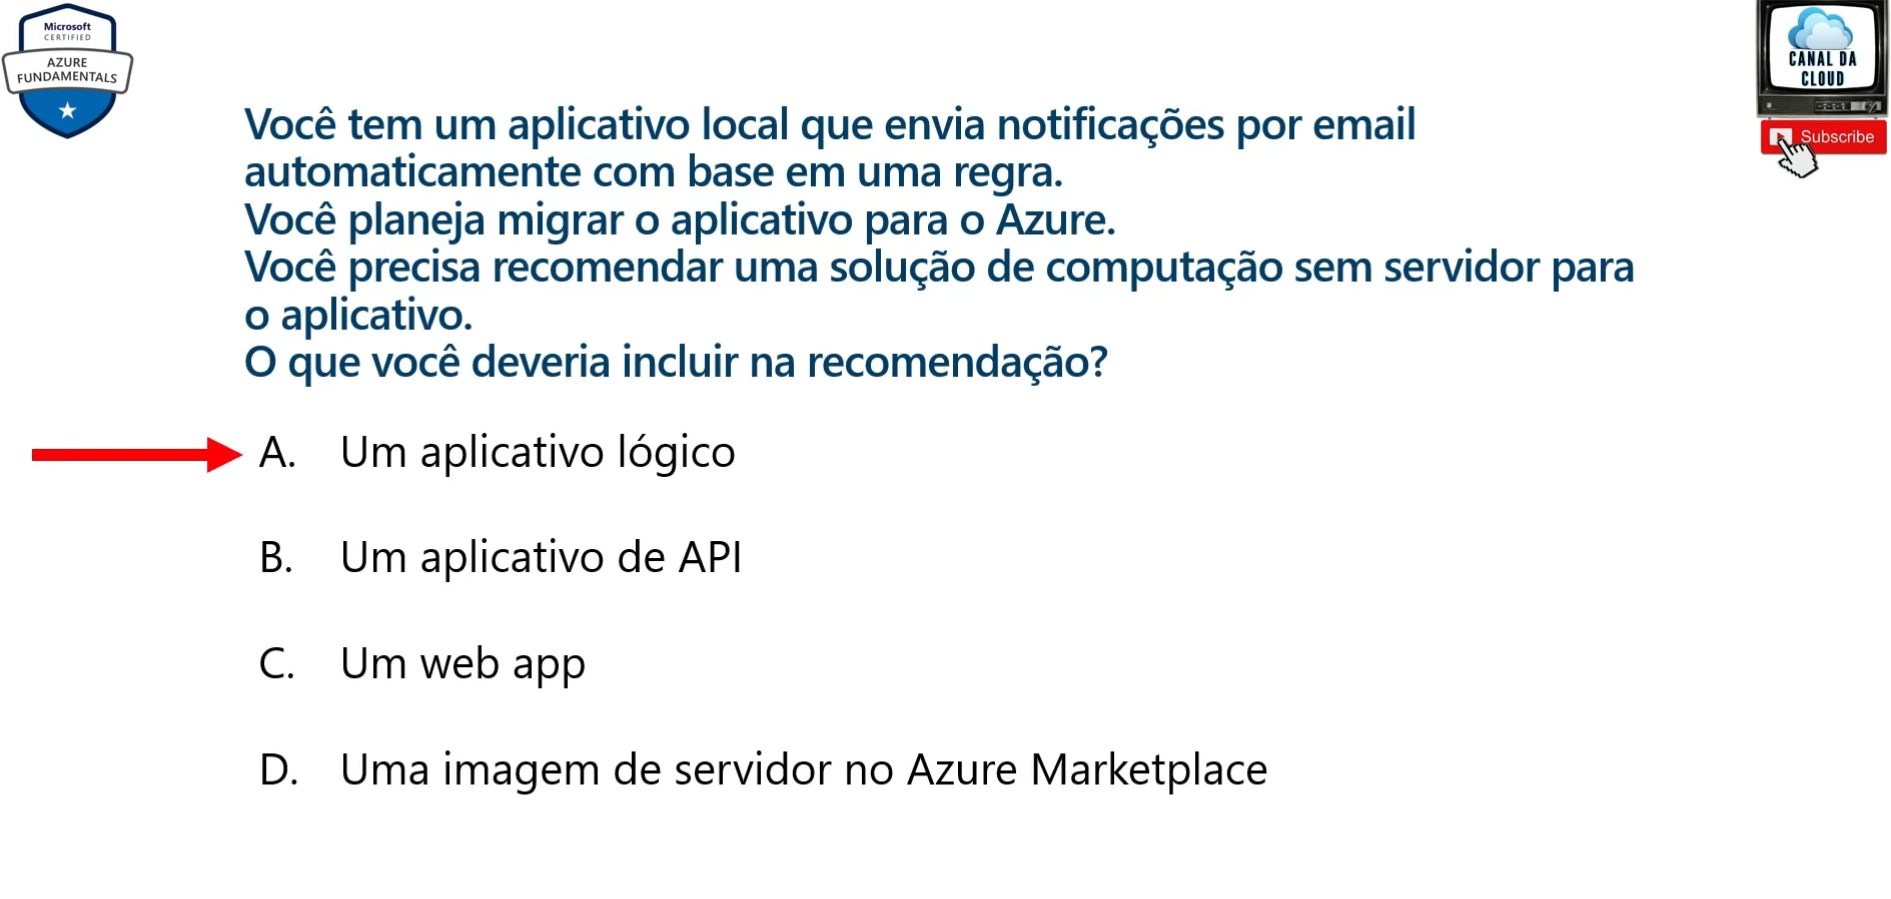 Microsoft
CERTIFIED
AZURE
FUNDAMENTALS
CANAL DA
CLOUD
Subscribe
Você tem um aplicativo local que envia notificações por email
automaticamente com base em uma regra.
Você planeja migrar o aplicativo para o Azure.
Você precisa recomendar uma solução de computação sem servidor para
o aplicativo.
O que você deveria incluir na recomendação?
A. Um aplicativo lógico
B. Um aplicativo de API
C. Um web app
D. Uma imagem de servidor no Azure Marketplace